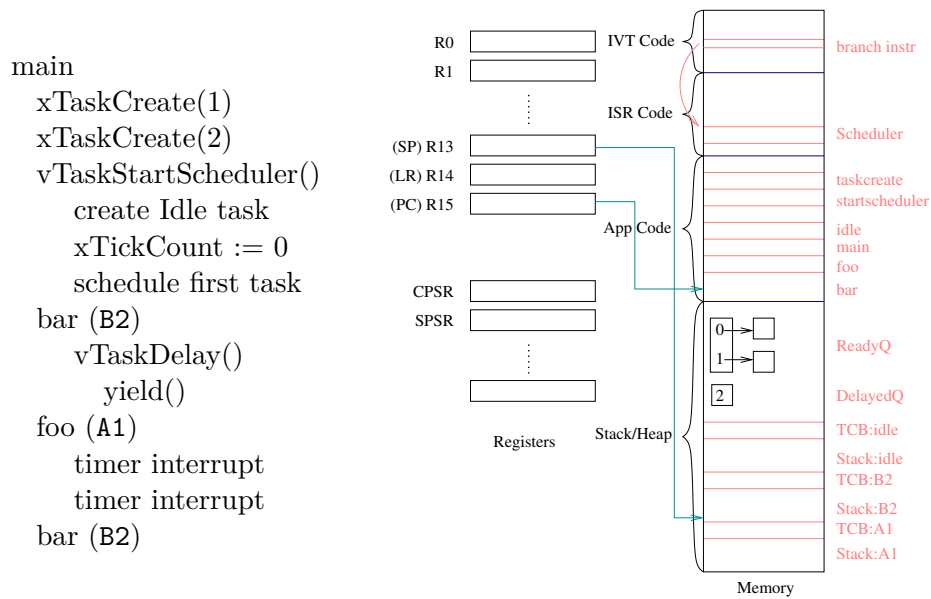 main
xTaskCreate(1)
xTaskCreate(2)
vTaskStartScheduler()
create Idle task
xTickCount := 0
schedule first task
bar (B2)
vTaskDelay()
yield()
foo (A1)
timer interrupt
timer interrupt
bar (B2)
R0
R1
(SP) R13
(LR) R14
(PC) R15
CPSR
SPSR
Registers
IVT Code
ISR Code
App Code
Stack/Heap
0
1
2
Memory
branch instr
Scheduler
taskcreate
startscheduler
idle
main
foo
bar
ReadyQ
DelayedQ
TCB:idle
Stack:idle
TCB:B2
Stack:B2
TCB:A1
Stack:A1